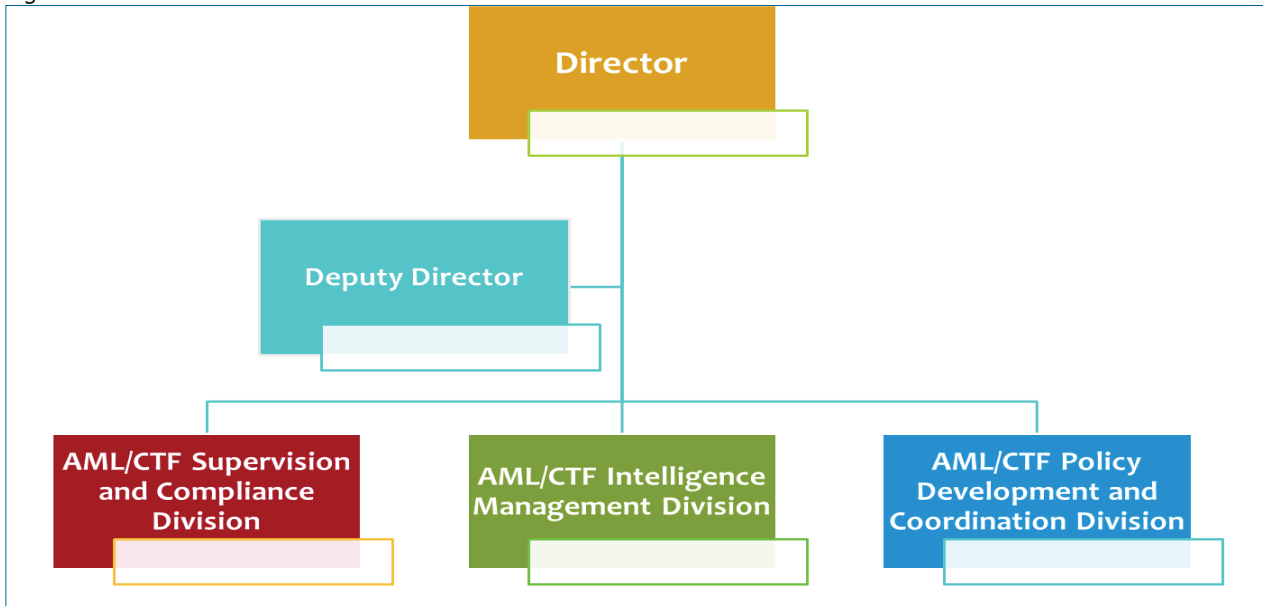 Director
Deputy Director
AML/CTF Supervision
and Compliance
Division
AML/CTF Intelligence
Management Division
AML/CTF Policy
Development and
Coordination Division